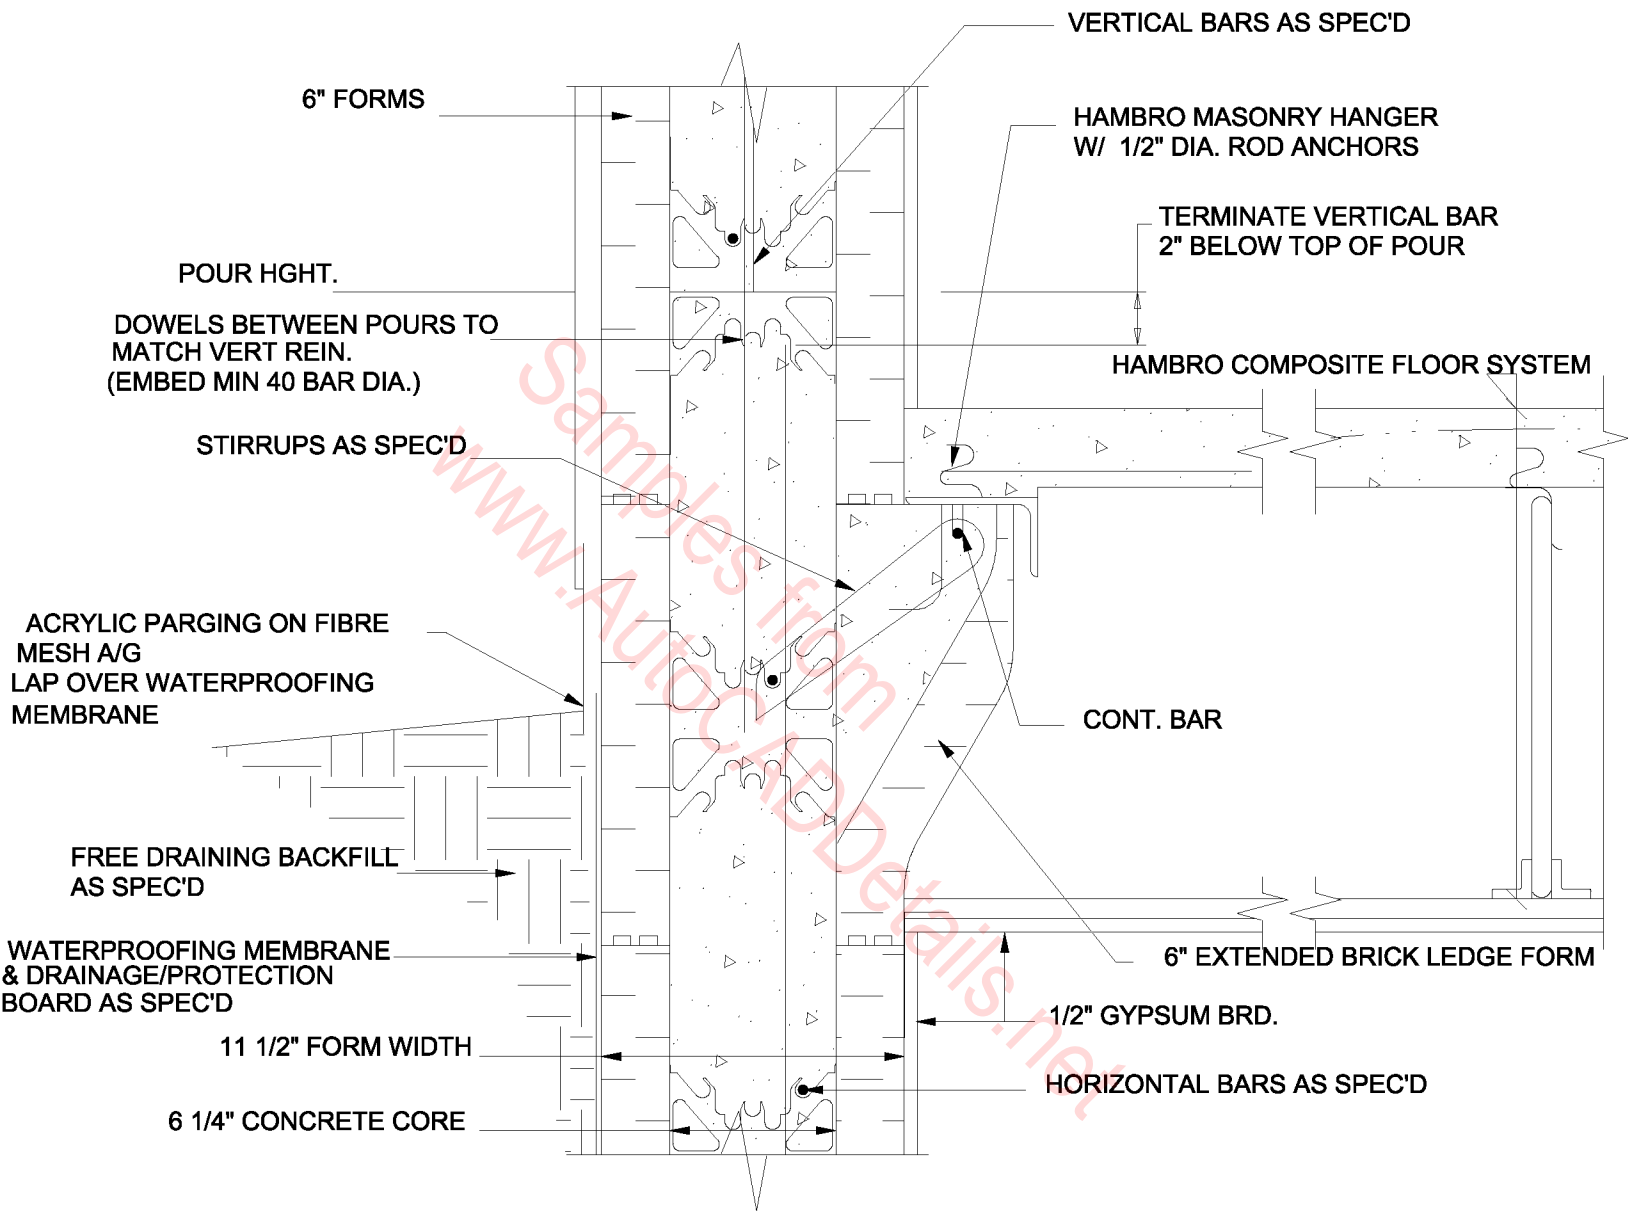 VERTICAL BARS AS SPEC'D
6" FORMS
HAMBRO MASONRY HANGER
W/ 1/2" DIA. ROD ANCHORS
TERMINATE VERTICAL BAR
2" BELOW TOP OF POUR
POUR HGHT.
DOWELS BETWEEN POURS TO
MATCH VERT REIN.
(EMBED MIN 40 BAR DIA.)
HAMBRO COMPOSITE FLOOR SYSTEM
STIRRUPS AS SPEC'D
Samples from
www.AutoCADDetails.net
ACRYLIC PARGING ON FIBRE
MESH A/G
LAP OVER WATERPROOFING
MEMBRANE
CONT. BAR
FREE DRAINING BACKFILL
AS SPEC'D
WATERPROOFING MEMBRANE
& DRAINAGE/PROTECTION
BOARD AS SPEC'D
6" EXTENDED BRICK LEDGE FORM
1/2" GYPSUM BRD.
11 1/2" FORM WIDTH
HORIZONTAL BARS AS SPEC'D
6 1/4" CONCRETE CORE